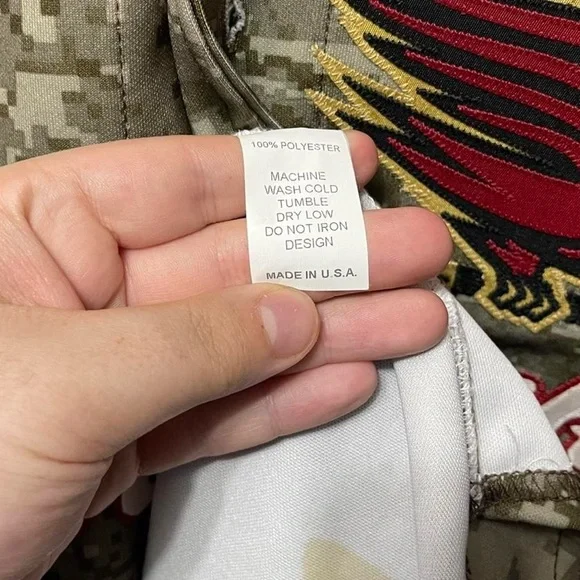 100% POLYESTER
MACHINE
WASH COLD
TUMBLE
DRY LOW
DO NOT IRON
DESIGN
MADE IN U.S.A.